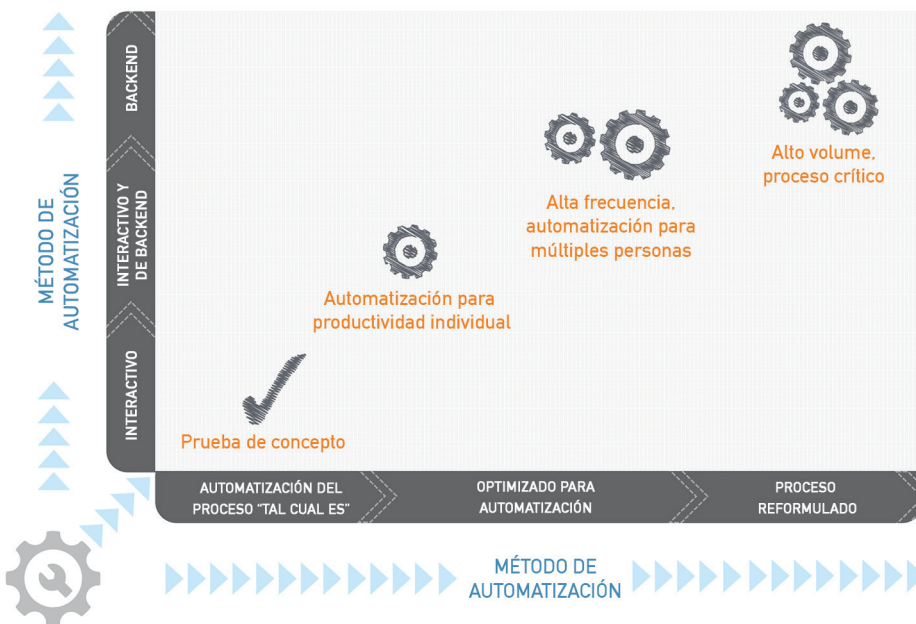 MÉTODO DE
AUTOMATIZACIÓN
BACKEND
INTERACTIVO Y
DE BACKEND
INTERACTIVO
Alto volume,
proceso crítico
Alta frecuencia,
automatización para
múltiples personas
Automatización para
productividad individual
Prueba de concepto
AUTOMATIZACIÓN DEL
PROCESO "TAL CUAL ES"
OPTIMIZADO PARA
AUTOMATIZACIÓN
PROCESO
REFORMULADO
MÉTODO DE
AUTOMATIZACIÓN